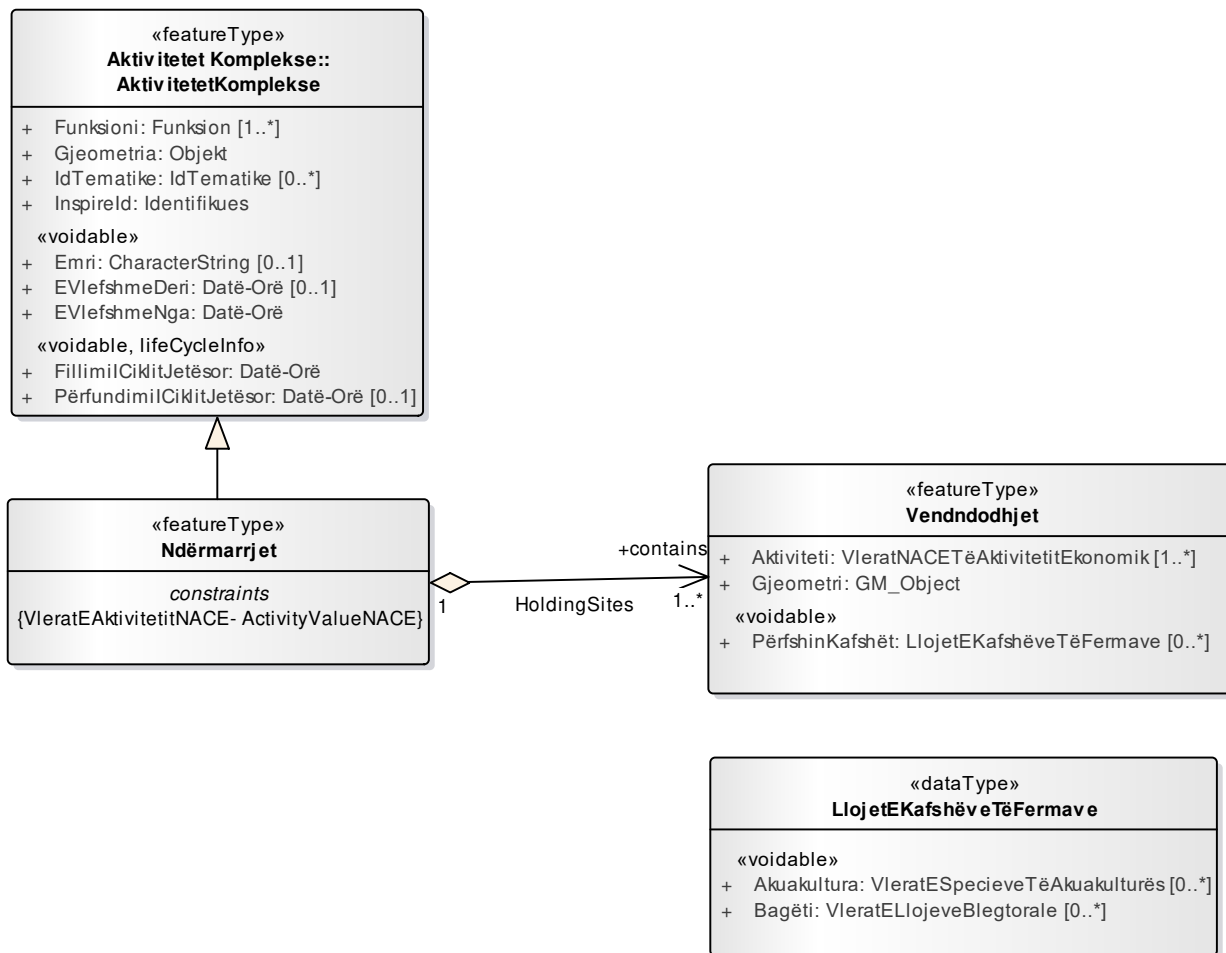 «featureType»
Aktivitetet Komplekse::
AktivitetetKomplekse
+ Funksioni: Funksion [1..*]
+ Gjeometria: Objekt
+ IdTematike: IdTematike [0..*]
+ InspireId: Identifikues
«voidable»
+ Emri: CharacterString [0..1]
+ EVlefshmeDeri: Datë-Orë [0..1]
+ EVlefshmeNga: Datë-Orë
«voidable, lifeCycleInfo»
+ FillimiICiklitJetësor: Datë-Orë
+ PërfundimiICiklitJetësor: Datë-Orë [0..1]
«featureType»
Ndërmarrjet
constraints
{VleratEAktivitetitNACE- ActivityValueNACE}
+contains
1
HoldingSites
1..*
«featureType»
Vendndodhjet
+ Aktiviteti: VleratNACETëAktivitetitEkonomik [1..*]
+ Gjeometri: GM_Object
«voidable»
+ PërfshinKafshët: LlojetEKafshëveTëFermave [0..*]
«dataType»
LlojetEKafshëveTëFermave
«voidable»
+ Akuakultura: VleratESpecieveTëAkuakulturës [0..*]
+ Bagëti: VleratELlojeveBlegtorale [0..*]